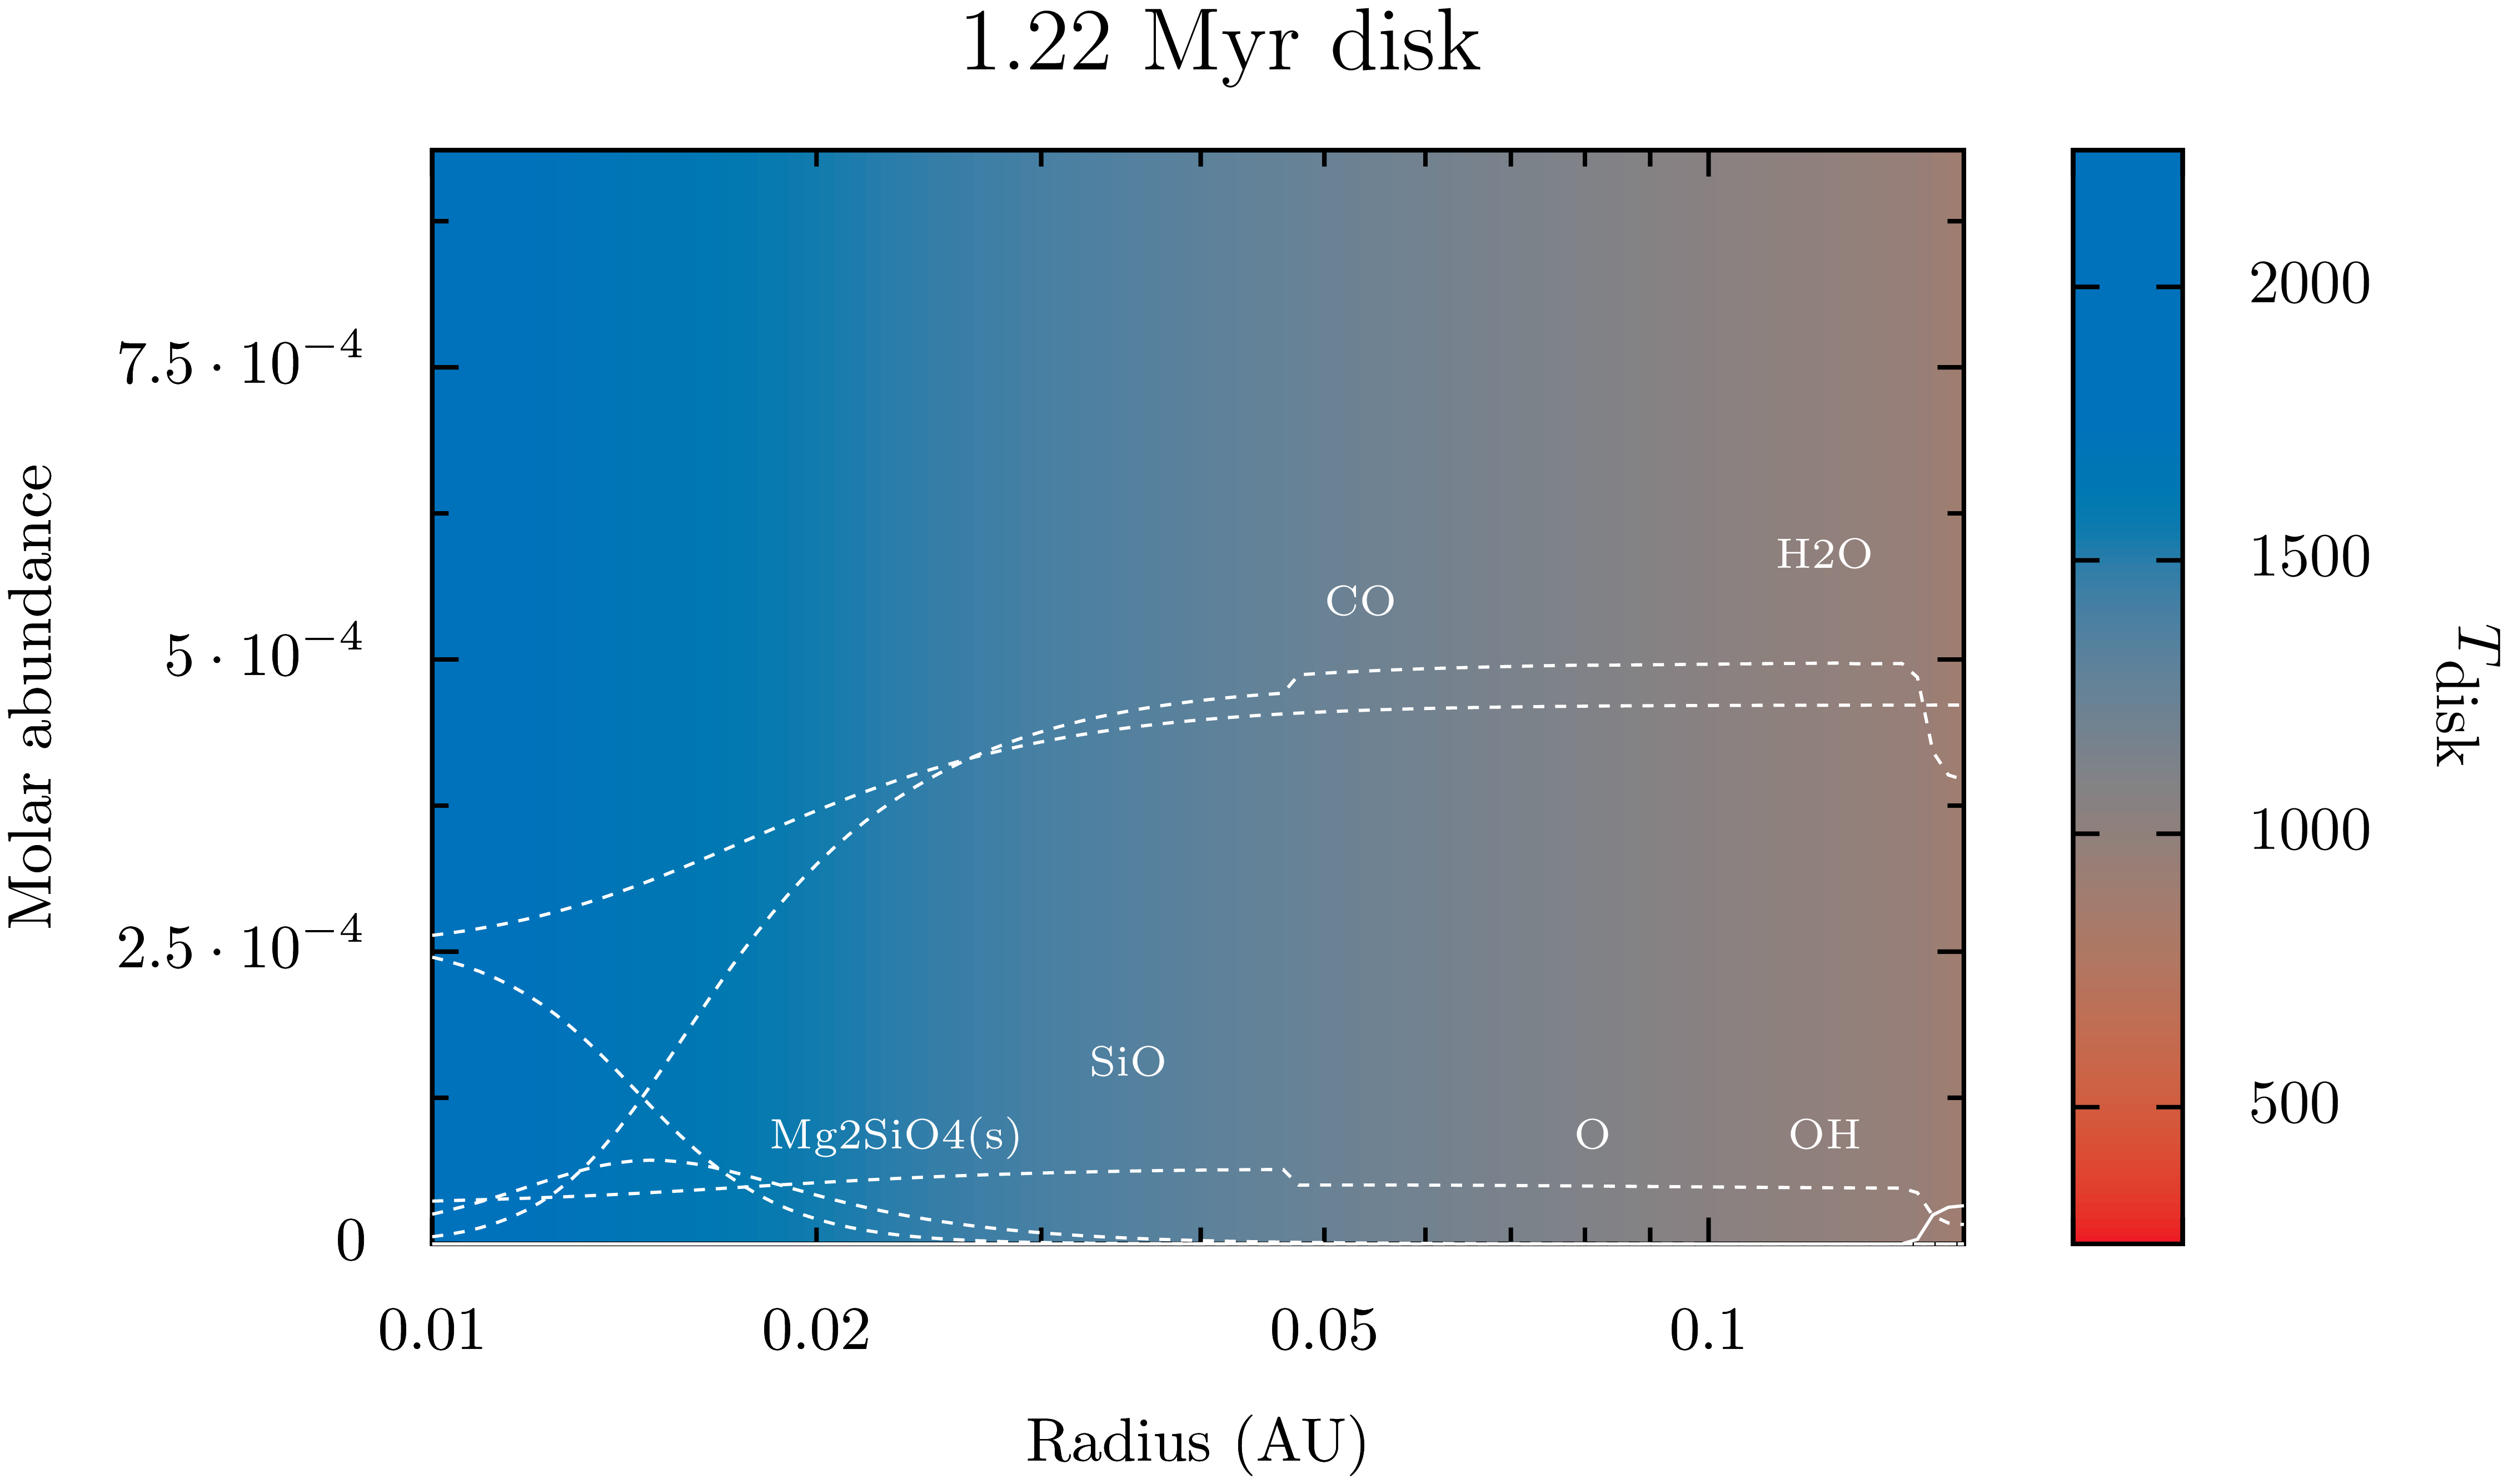 1.22 Myr disk
Molar abundance
7.5 · 10⁻⁴
5 · 10⁻⁴
2.5 · 10⁻⁴
0
H2O
CO
SiO
Mg2SiO4(s)
O
OH
0.01
0.02
0.05
0.1
Radius (AU)
2000
1500
1000
500
T_disk